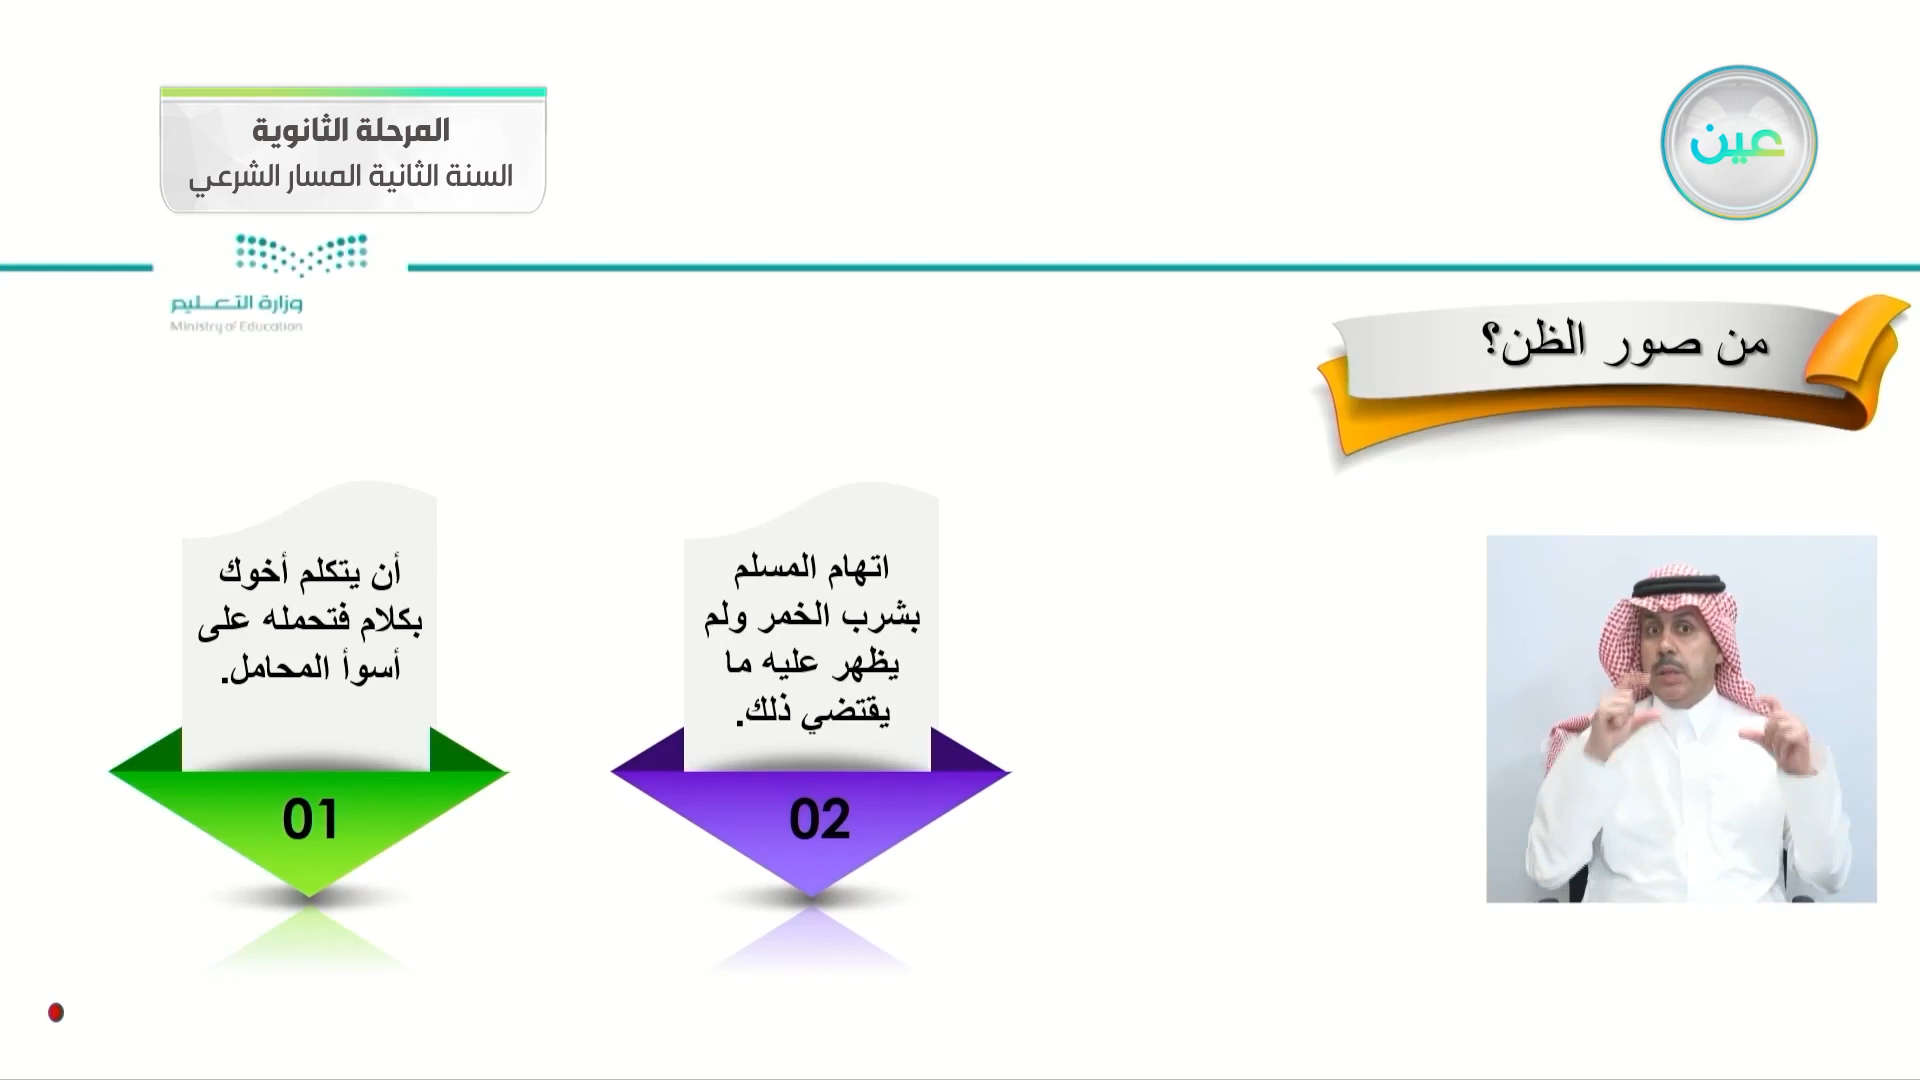 المرحلة الثانوية
السنة الثانية المسار الشرعي
عين
وزارة التعـليم
Ministry of Education
من صور الظن؟
أن يتكلم أخوك
بكلام فتحمله على
أسوأ المحامل.
01
اتهام المسلم
بشرب الخمر ولم
يظهر عليه ما
يقتضي ذلك.
02